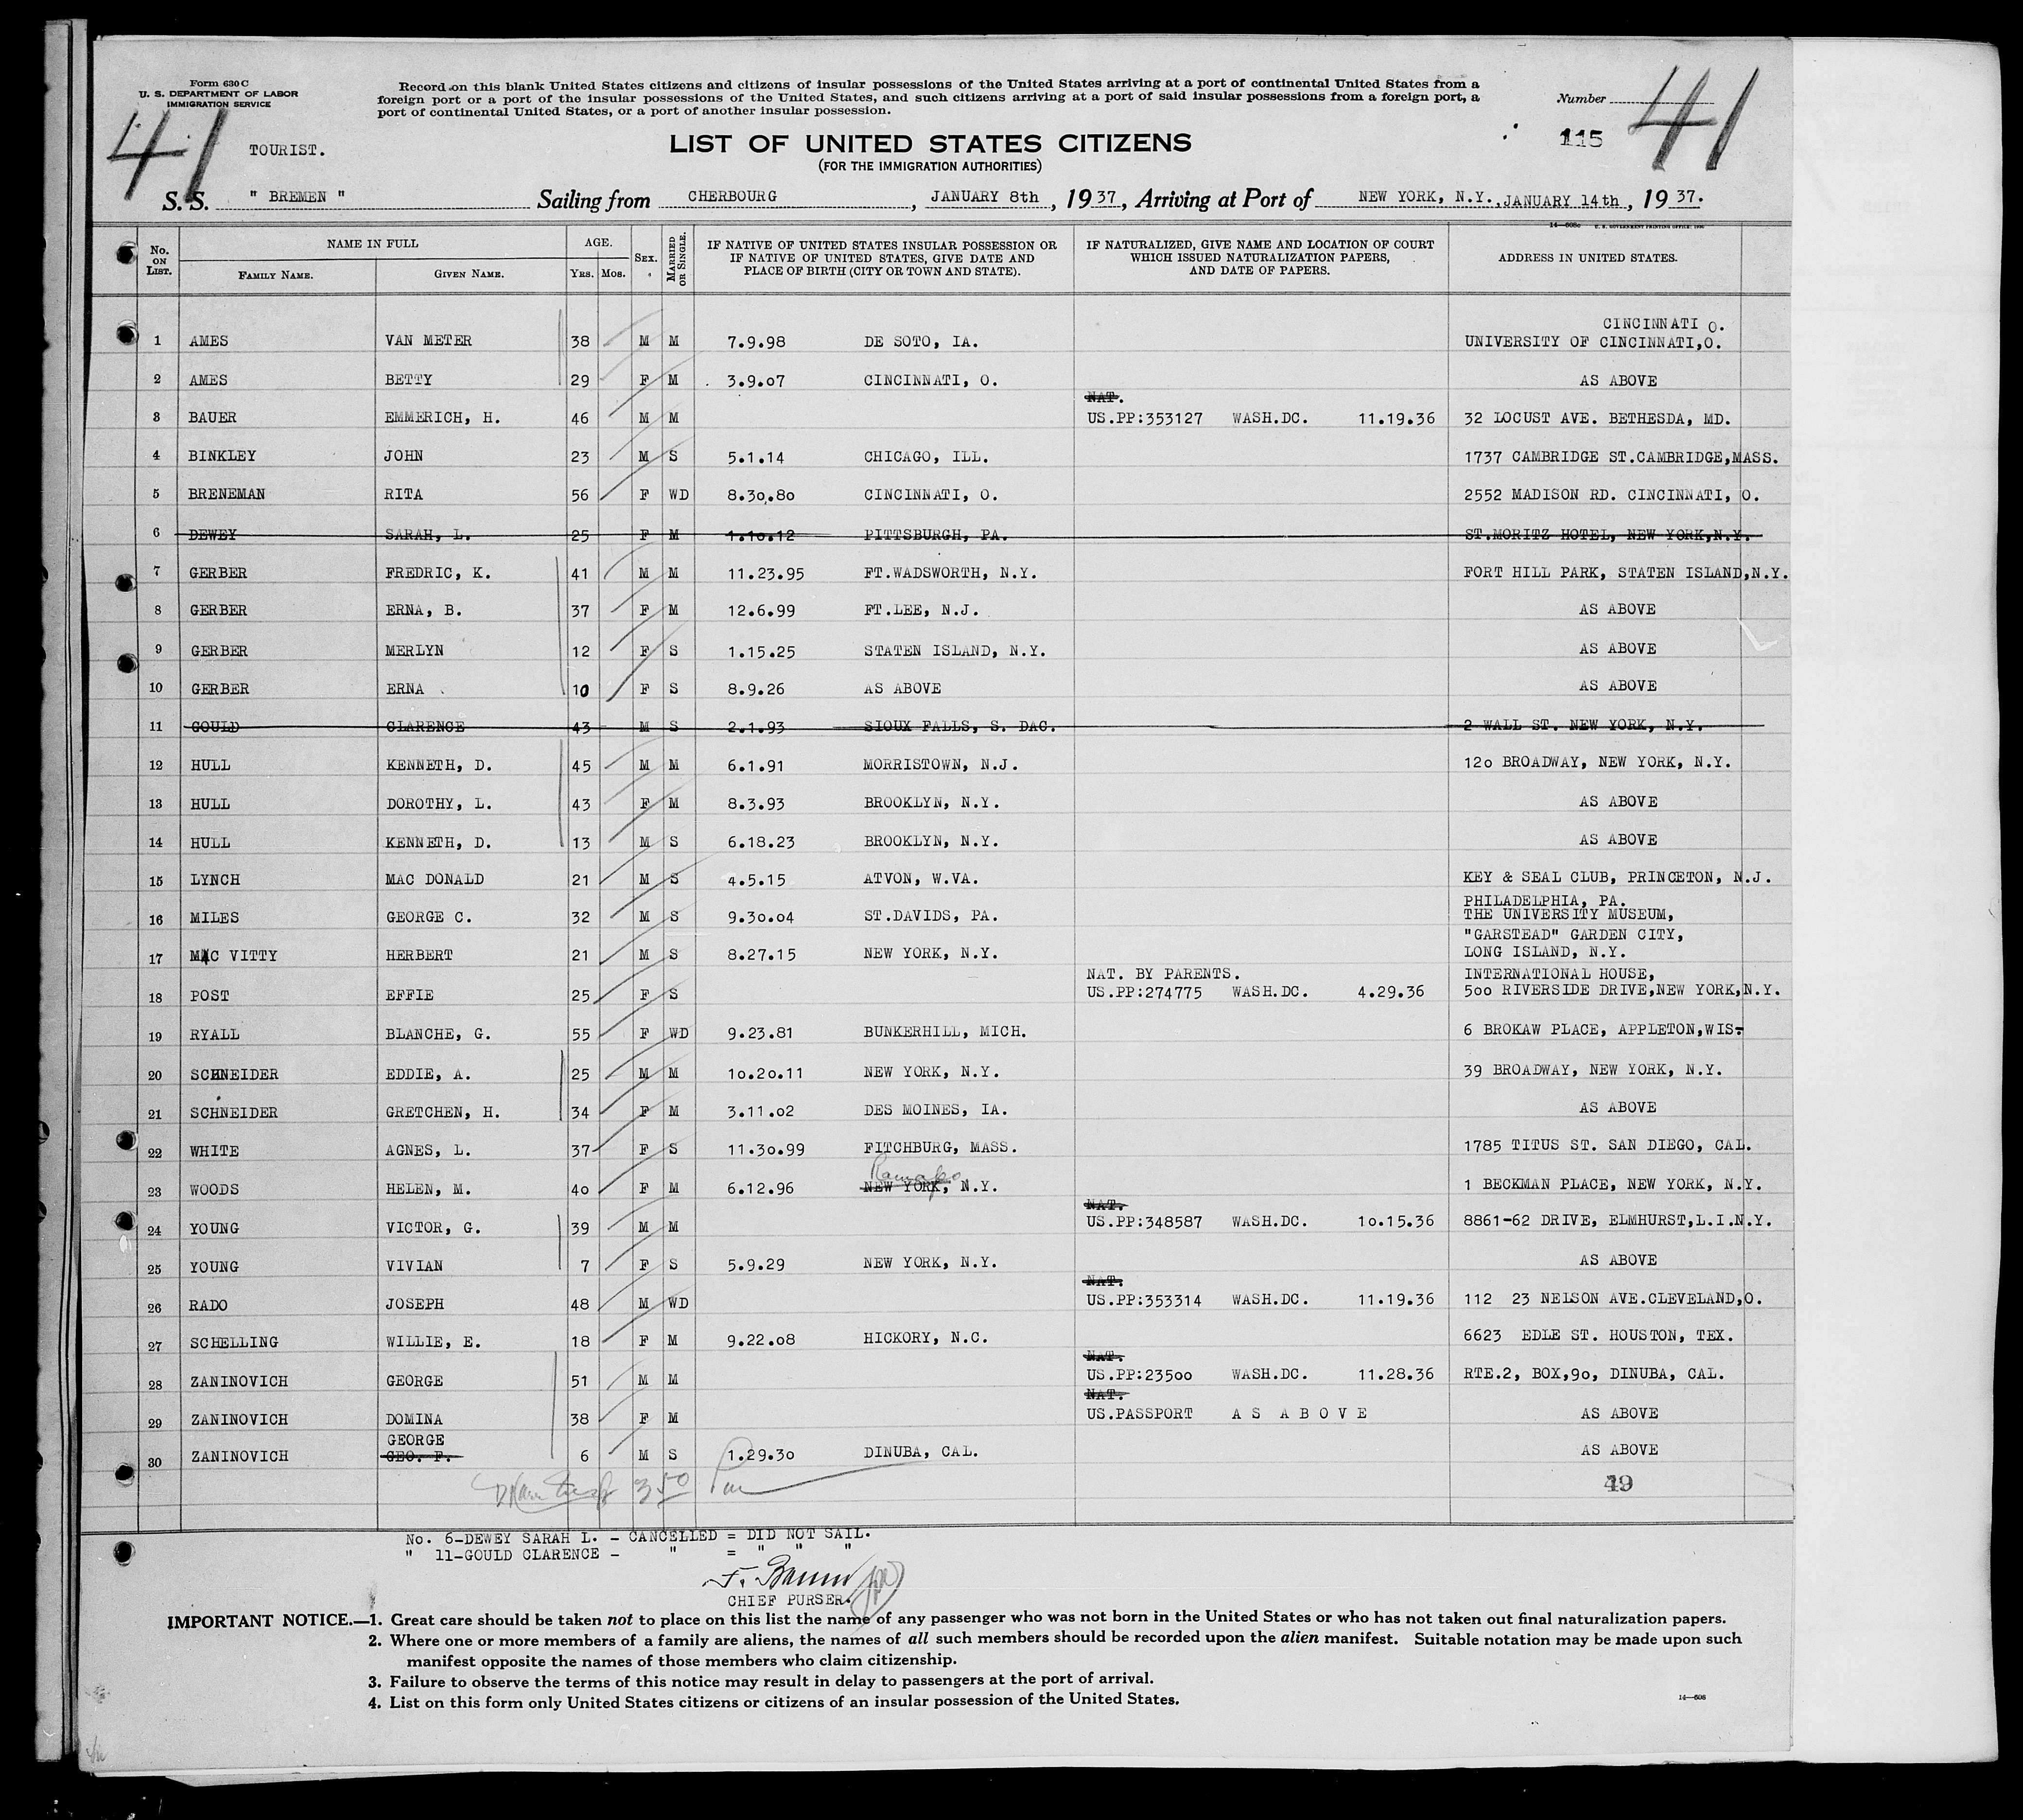 Form 630 C
U. S. DEPARTMENT OF LABOR
IMMIGRATION SERVICE
Record on this blank United States citizens and citizens of insular possessions of the United States arriving at a port of continental United States from a
foreign port or a port of the insular possessions of the United States, and such citizens arriving at a port of said insular possessions from a foreign port, a
port of continental United States, or a port of another insular possession.
Number
41
41
115
TOURIST.
LIST OF UNITED STATES CITIZENS
(FOR THE IMMIGRATION AUTHORITIES)
S. S. " BREMEN " Sailing from CHERBOURG, JANUARY 8th, 1937, Arriving at Port of NEW YORK, N.Y., JANUARY 14th, 1937.
14—608c U. S. GOVERNMENT PRINTING OFFICE: 1930
No. ON LIST. NAME IN FULL FAMILY NAME. GIVEN NAME. AGE. YRS. MOS. SEX. MARRIED OR SINGLE. IF NATIVE OF UNITED STATES INSULAR POSSESSION OR IF NATIVE OF UNITED STATES, GIVE DATE AND PLACE OF BIRTH (CITY OR TOWN AND STATE). IF NATURALIZED, GIVE NAME AND LOCATION OF COURT WHICH ISSUED NATURALIZATION PAPERS, AND DATE OF PAPERS. ADDRESS IN UNITED STATES.
CINCINNATI O.
1 AMES VAN METER 38 M M 7.9.98 DE SOTO, IA. UNIVERSITY OF CINCINNATI,O.
2 AMES BETTY 29 F M 3.9.07 CINCINNATI, O. AS ABOVE
NAT.
3 BAUER EMMERICH, H. 46 M M US.PP:353127 WASH.DC. 11.19.36 32 LOCUST AVE. BETHESDA, MD.
4 BINKLEY JOHN 23 M S 5.1.14 CHICAGO, ILL. 1737 CAMBRIDGE ST.CAMBRIDGE,MASS.
5 BRENEMAN RITA 56 F WD 8.30.80 CINCINNATI, O. 2552 MADISON RD. CINCINNATI, O.
6 DEWEY SARAH, L. 25 F M 1.10.12 PITTSBURGH, PA. ST.MORITZ HOTEL, NEW YORK,N.Y.
7 GERBER FREDRIC, K. 41 M M 11.23.95 FT.WADSWORTH, N.Y. FORT HILL PARK, STATEN ISLAND,N.Y.
8 GERBER ERNA, B. 37 F M 12.6.99 FT.LEE, N.J. AS ABOVE
9 GERBER MERLYN 12 F S 1.15.25 STATEN ISLAND, N.Y. AS ABOVE
10 GERBER ERNA 10 F S 8.9.26 AS ABOVE AS ABOVE
11 GOULD CLARENCE 43 M S 2.1.93 SIOUX FALLS, S. DAC. 2 WALL ST. NEW YORK, N.Y.
12 HULL KENNETH, D. 45 M M 6.1.91 MORRISTOWN, N.J. 120 BROADWAY, NEW YORK, N.Y.
13 HULL DOROTHY, L. 43 F M 8.3.93 BROOKLYN, N.Y. AS ABOVE
14 HULL KENNETH, D. 13 M S 6.18.23 BROOKLYN, N.Y. AS ABOVE
15 LYNCH MAC DONALD 21 M S 4.5.15 ATVON, W.VA. KEY & SEAL CLUB, PRINCETON, N.J.
PHILADELPHIA, PA.
16 MILES GEORGE C. 32 M S 9.30.04 ST.DAVIDS, PA. THE UNIVERSITY MUSEUM,
"GARSTEAD" GARDEN CITY,
17 MAC VITTY HERBERT 21 M S 8.27.15 NEW YORK, N.Y. LONG ISLAND, N.Y.
NAT. BY PARENTS. INTERNATIONAL HOUSE,
18 POST EFFIE 25 F S US.PP:274775 WASH.DC. 4.29.36 500 RIVERSIDE DRIVE,NEW YORK,N.Y.
19 RYALL BLANCHE, G. 55 F WD 9.23.81 BUNKERHILL, MICH. 6 BROKAW PLACE, APPLETON,WIS.
20 SCHNEIDER EDDIE, A. 25 M M 10.20.11 NEW YORK, N.Y. 39 BROADWAY, NEW YORK, N.Y.
21 SCHNEIDER GRETCHEN, H. 34 F M 3.11.02 DES MOINES, IA. AS ABOVE
22 WHITE AGNES, L. 37 F S 11.30.99 FITCHBURG, MASS. 1785 TITUS ST. SAN DIEGO, CAL.
23 WOODS HELEN, M. 40 F M 6.12.96 NEW YORK, N.Y. 1 BECKMAN PLACE, NEW YORK, N.Y.
NAT.
24 YOUNG VICTOR, G. 39 M M US.PP:348587 WASH.DC. 10.15.36 8861-62 DRIVE, ELMHURST,L.I.N.Y.
25 YOUNG VIVIAN 7 F S 5.9.29 NEW YORK, N.Y. AS ABOVE
NAT.
26 RADO JOSEPH 48 M WD US.PP:353314 WASH.DC. 11.19.36 112 23 NELSON AVE.CLEVELAND,O.
27 SCHELLING WILLIE, E. 18 F M 9.22.08 HICKORY, N.C. 6623 EDLE ST. HOUSTON, TEX.
NAT.
28 ZANINOVICH GEORGE 51 M M US.PP:23500 WASH.DC. 11.28.36 RTE.2, BOX,90, DINUBA, CAL.
NAT.
29 ZANINOVICH DOMINA 38 F M US.PASSPORT A S A B O V E AS ABOVE
GEORGE
30 ZANINOVICH GEO. F. 6 M S 1.29.30 DINUBA, CAL. AS ABOVE
49
No. 6-DEWEY SARAH L. - CANCELLED = DID NOT SAIL.
" 11-GOULD CLARENCE - " = " " "
CHIEF PURSER.
IMPORTANT NOTICE.—1. Great care should be taken not to place on this list the name of any passenger who was not born in the United States or who has not taken out final naturalization papers.
2. Where one or more members of a family are aliens, the names of all such members should be recorded upon the alien manifest. Suitable notation may be made upon such
manifest opposite the names of those members who claim citizenship.
3. Failure to observe the terms of this notice may result in delay to passengers at the port of arrival.
4. List on this form only United States citizens or citizens of an insular possession of the United States.
14—608